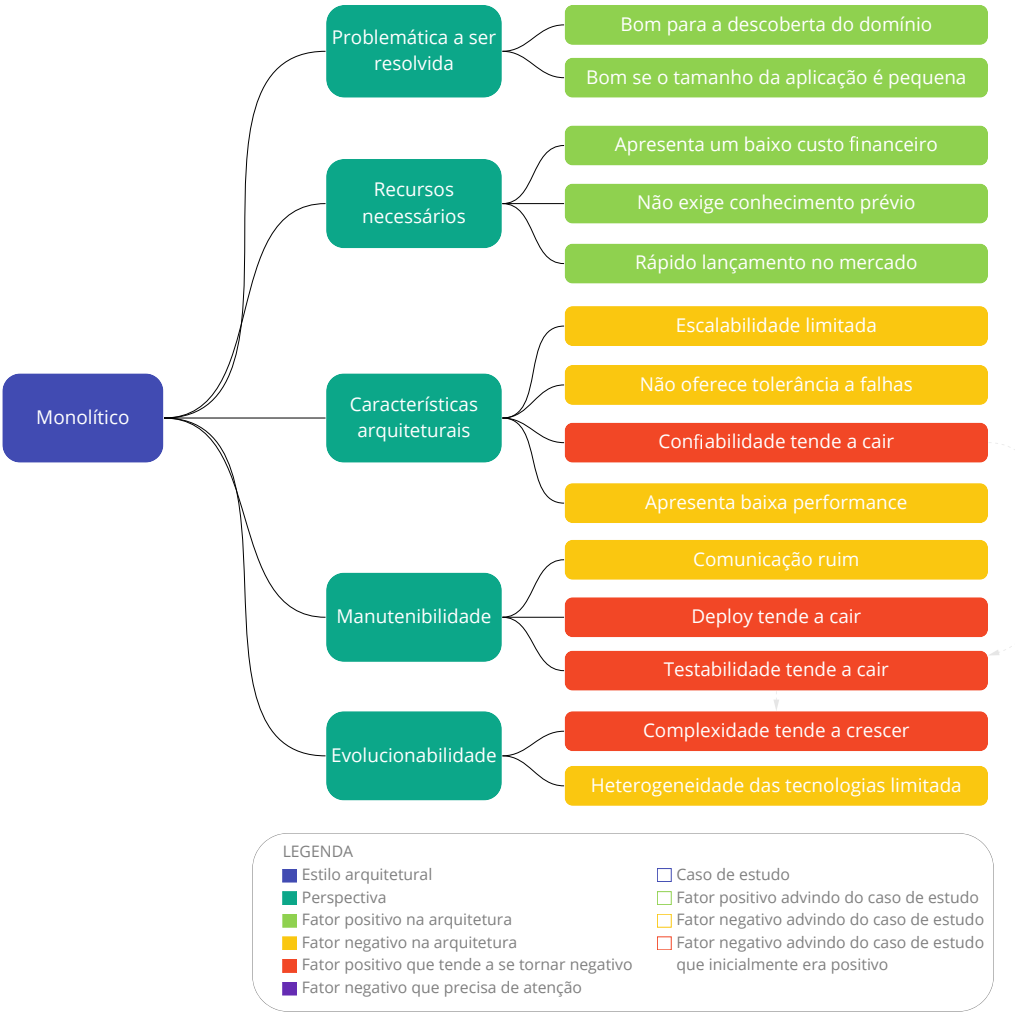 Problemática a ser
resolvida
Bom para a descoberta do domínio
Bom se o tamanho da aplicação é pequena
Recursos
necessários
Apresenta um baixo custo financeiro
Não exige conhecimento prévio
Rápido lançamento no mercado
Monolítico
Características
arquiteturais
Escalabilidade limitada
Não oferece tolerância a falhas
Confiabilidade tende a cair
Apresenta baixa performance
Manutenibilidade
Comunicação ruim
Deploy tende a cair
Testabilidade tende a cair
Evolucionabilidade
Complexidade tende a crescer
Heterogeneidade das tecnologias limitada
LEGENDA
Estilo arquitetural
Perspectiva
Fator positivo na arquitetura
Fator negativo na arquitetura
Fator positivo que tende a se tornar negativo
Fator negativo que precisa de atenção
Caso de estudo
Fator positivo advindo do caso de estudo
Fator negativo advindo do caso de estudo
Fator negativo advindo do caso de estudo
que inicialmente era positivo